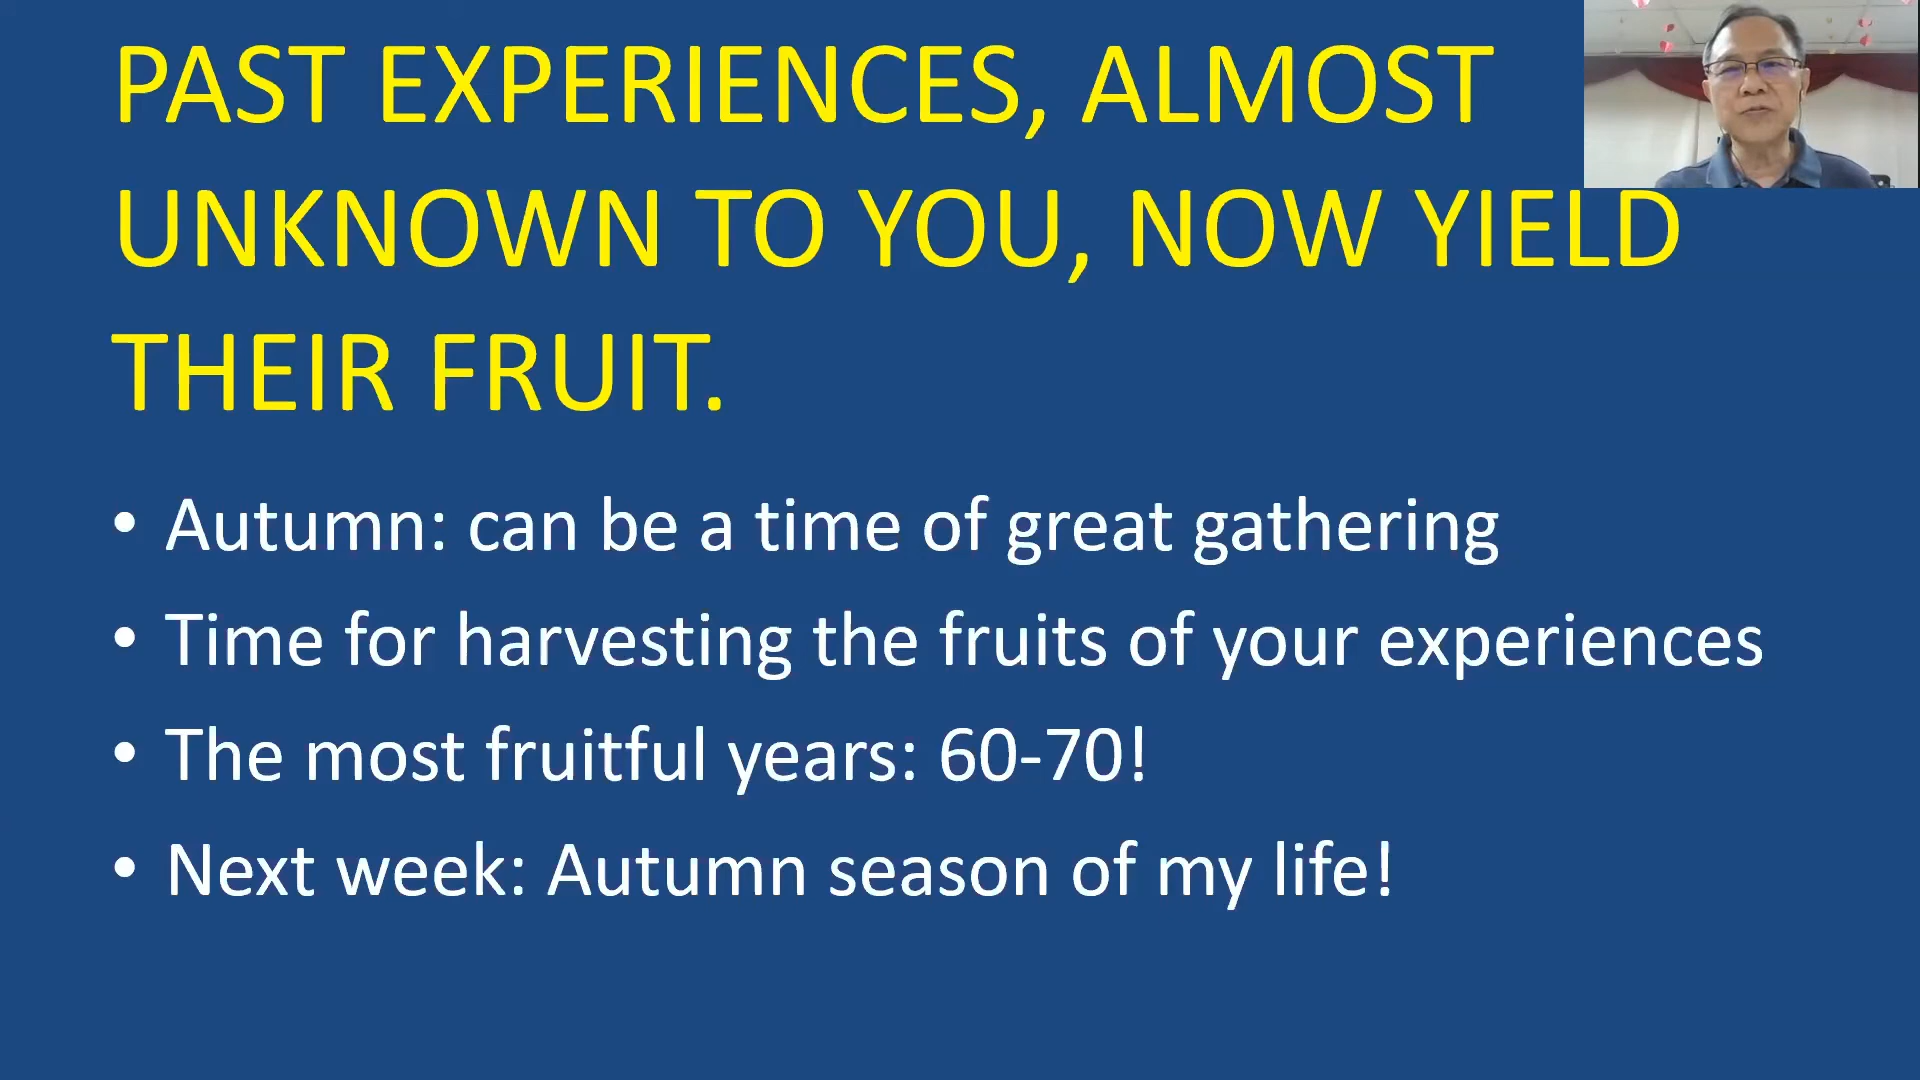 PAST EXPERIENCES, ALMOST
UNKNOWN TO YOU, NOW YIELD
THEIR FRUIT.
• Autumn: can be a time of great gathering
• Time for harvesting the fruits of your experiences
• The most fruitful years: 60-70!
• Next week: Autumn season of my life!